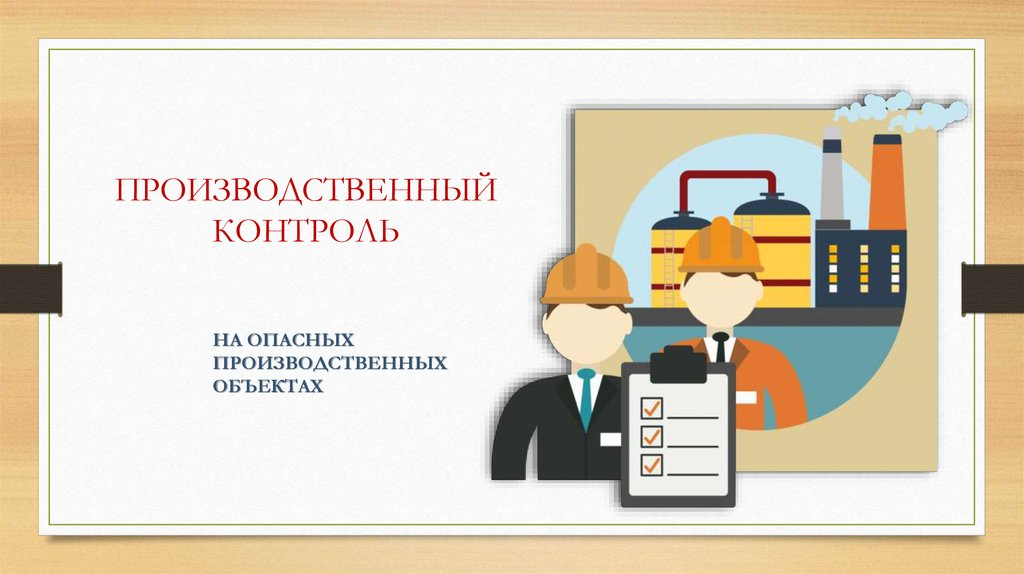 ПРОИЗВОДСТВЕННЫЙ
КОНТРОЛЬ
НА ОПАСНЫХ
ПРОИЗВОДСТВЕННЫХ
ОБЪЕКТАХ